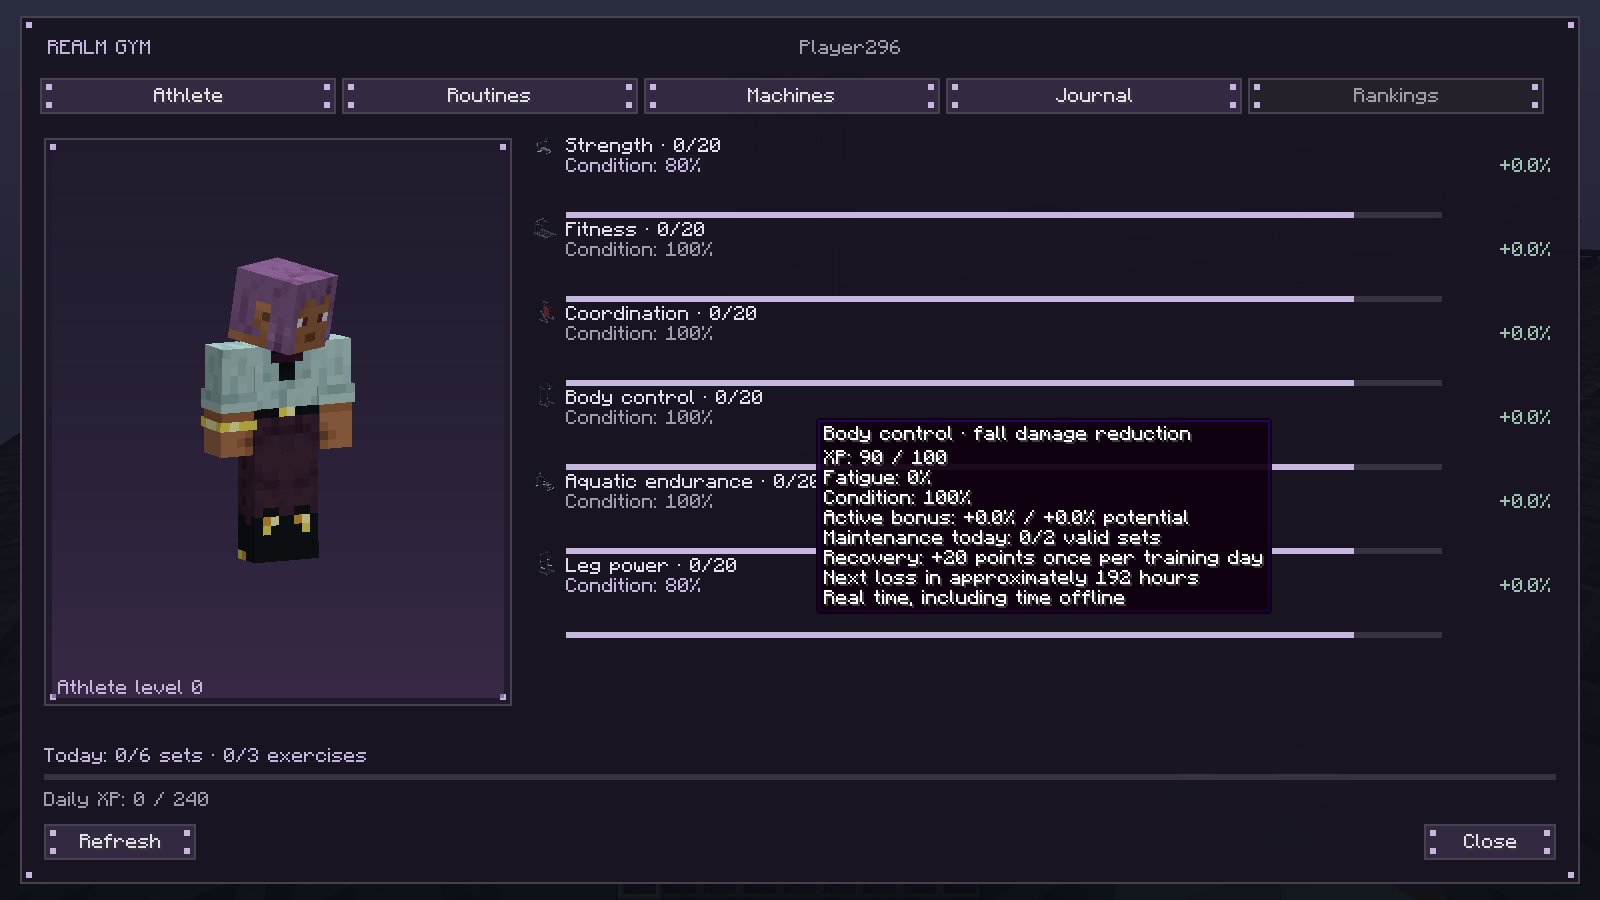 REALM GYM
Player296
Athlete
Routines
Machines
Journal
Rankings
Strength · 0/20
Condition: 80%
+0.0%
Fitness · 0/20
Condition: 100%
+0.0%
Coordination · 0/20
Condition: 100%
+0.0%
Body control · 0/20
Condition: 100%
+0.0%
Aquatic endurance · 0/20
Condition: 100%
+0.0%
Leg power · 0/20
Condition: 80%
+0.0%
Body control · fall damage reduction
XP: 90 / 100
Fatigue: 0%
Condition: 100%
Active bonus: +0.0% / +0.0% potential
Maintenance today: 0/2 valid sets
Recovery: +20 points once per training day
Next loss in approximately 192 hours
Real time, including time offline
Athlete level 0
Today: 0/6 sets · 0/3 exercises
Daily XP: 0 / 240
Refresh
Close